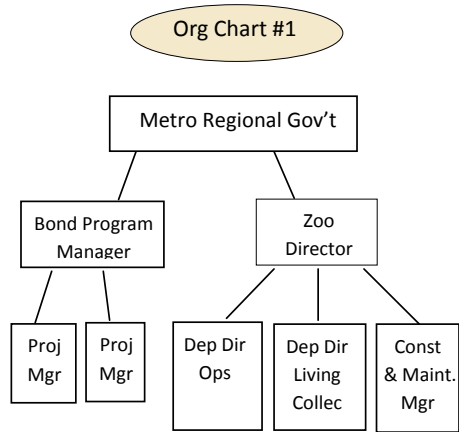 Org Chart #1
Metro Regional Gov’t
Bond Program
Manager
Zoo
Director
Proj
Mgr
Proj
Mgr
Dep Dir
Ops
Dep Dir
Living
Collec
Const
& Maint.
Mgr